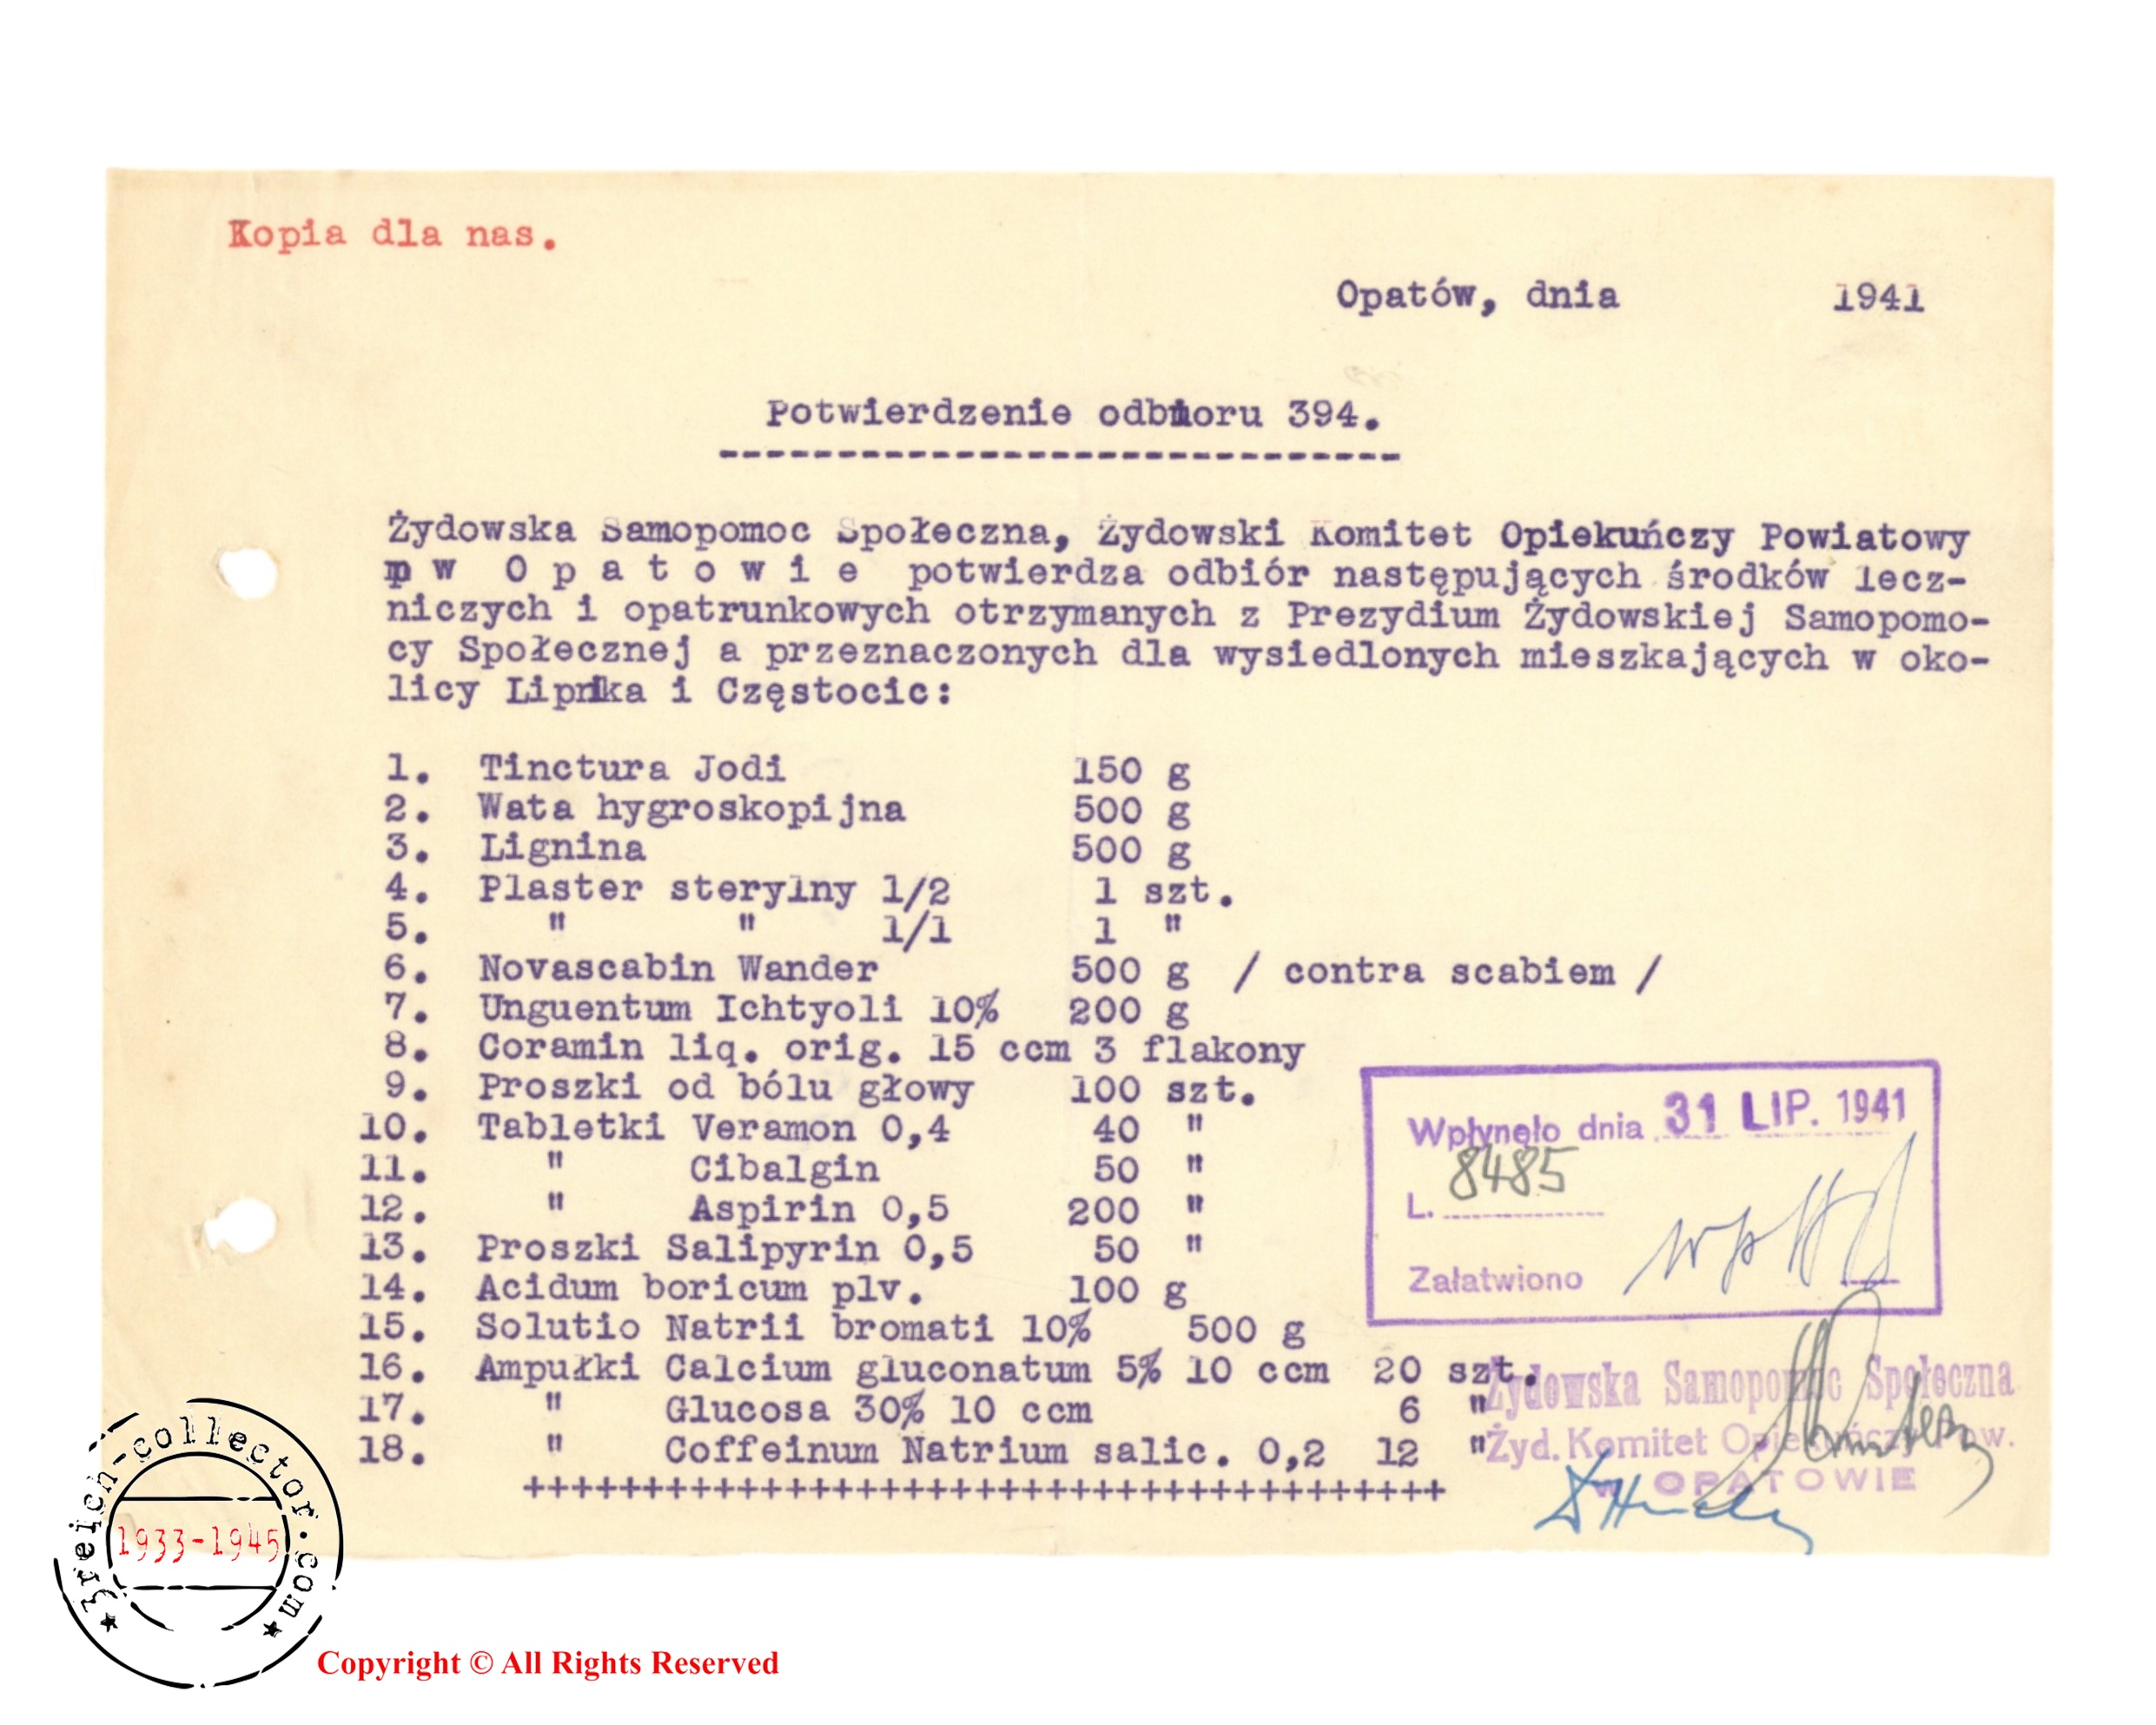 Kopia dla nas.
Opatów, dnia 1941
Potwierdzenie odbioru 394.
Żydowska Samopomoc Społeczna, Żydowski Komitet Opiekuńczy Powiatowy
w O p a t o w i e potwierdza odbiór następujących środków lecz-
niczych i opatrunkowych otrzymanych z Prezydium Żydowskiej Samopomo-
cy Społecznej a przeznaczonych dla wysiedlonych mieszkających w oko-
licy Lipnika i Częstocic:
1. Tinctura Jodi 150 g
2. Wata hygroskopijna 500 g
3. Lignina 500 g
4. Plaster sterylny 1/2 1 szt.
5. " " 1/1 1 "
6. Novascabin Wander 500 g / contra scabiem /
7. Unguentum Ichtyoli 10% 200 g
8. Coramin liq. orig. 15 ccm 3 flakony
9. Proszki od bólu głowy 100 szt.
10. Tabletki Veramon 0,4 40 "
11. " Cibalgin 50 "
12. " Aspirin 0,5 200 "
13. Proszki Salipyrin 0,5 50 "
14. Acidum boricum plv. 100 g
15. Solutio Natrii bromati 10% 500 g
16. Ampułki Calcium gluconatum 5% 10 ccm 20 szt.
17. " Glucosa 30% 10 ccm 6 "
18. " Coffeinum Natrium salic. 0,2 12 "
++++++++++++++++++++++++++++++++++++++
Wpłynęło dnia 31 LIP. 1941
L. 8485
Załatwiono
Żydowska Samopomoc Społeczna
Żyd. Komitet Opiekuńczy Pow.
w OPATOWIE
3reich-collector.com
1933-1945
Copyright © All Rights Reserved